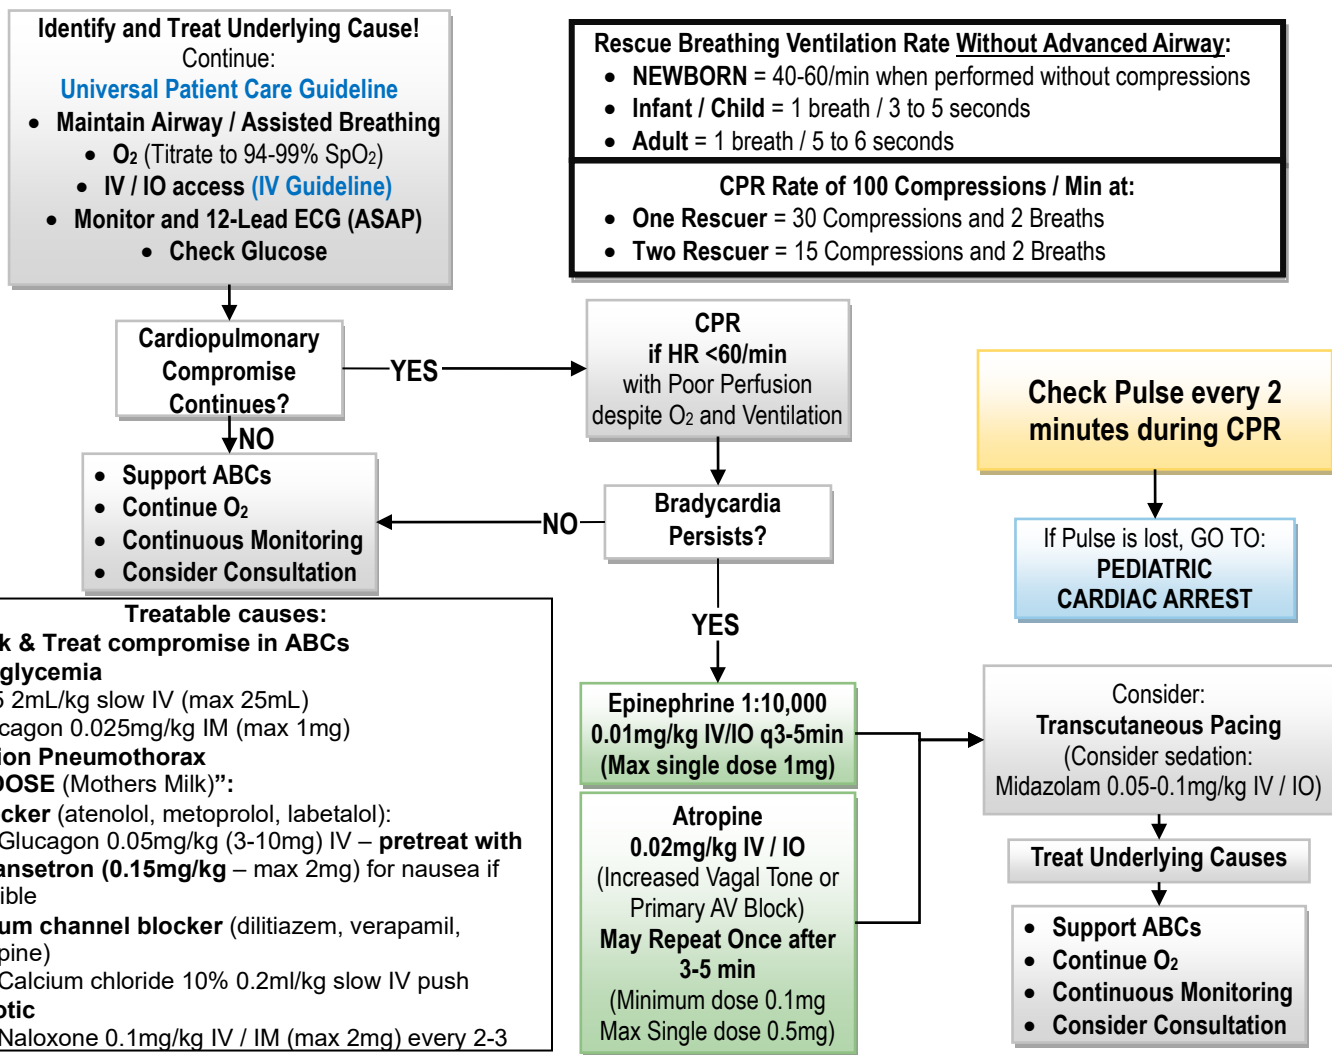 Identify and Treat Underlying Cause!
Continue:
Universal Patient Care Guideline
• Maintain Airway / Assisted Breathing
• O₂ (Titrate to 94-99% SpO₂)
• IV / IO access (IV Guideline)
• Monitor and 12-Lead ECG (ASAP)
• Check Glucose
Rescue Breathing Ventilation Rate Without Advanced Airway:
• NEWBORN = 40-60/min when performed without compressions
• Infant / Child = 1 breath / 3 to 5 seconds
• Adult = 1 breath / 5 to 6 seconds
CPR Rate of 100 Compressions / Min at:
• One Rescuer = 30 Compressions and 2 Breaths
• Two Rescuer = 15 Compressions and 2 Breaths
Cardiopulmonary
Compromise
Continues?
YES
NO
CPR
if HR <60/min
with Poor Perfusion
despite O₂ and Ventilation
Check Pulse every 2
minutes during CPR
• Support ABCs
• Continue O₂
• Continuous Monitoring
• Consider Consultation
NO
Bradycardia
Persists?
YES
If Pulse is lost, GO TO:
PEDIATRIC
CARDIAC ARREST
Treatable causes:
k & Treat compromise in ABCs
glycemia
5 2mL/kg slow IV (max 25mL)
cagon 0.025mg/kg IM (max 1mg)
ion Pneumothorax
DOSE (Mothers Milk)”:
cker (atenolol, metoprolol, labetalol):
Glucagon 0.05mg/kg (3-10mg) IV – pretreat with
ansetron (0.15mg/kg – max 2mg) for nausea if
ible
um channel blocker (dilitiazem, verapamil,
pine)
Calcium chloride 10% 0.2ml/kg slow IV push
otic
Naloxone 0.1mg/kg IV / IM (max 2mg) every 2-3
Epinephrine 1:10,000
0.01mg/kg IV/IO q3-5min
(Max single dose 1mg)
Atropine
0.02mg/kg IV / IO
(Increased Vagal Tone or
Primary AV Block)
May Repeat Once after
3-5 min
(Minimum dose 0.1mg
Max Single dose 0.5mg)
Consider:
Transcutaneous Pacing
(Consider sedation:
Midazolam 0.05-0.1mg/kg IV / IO)
Treat Underlying Causes
• Support ABCs
• Continue O₂
• Continuous Monitoring
• Consider Consultation